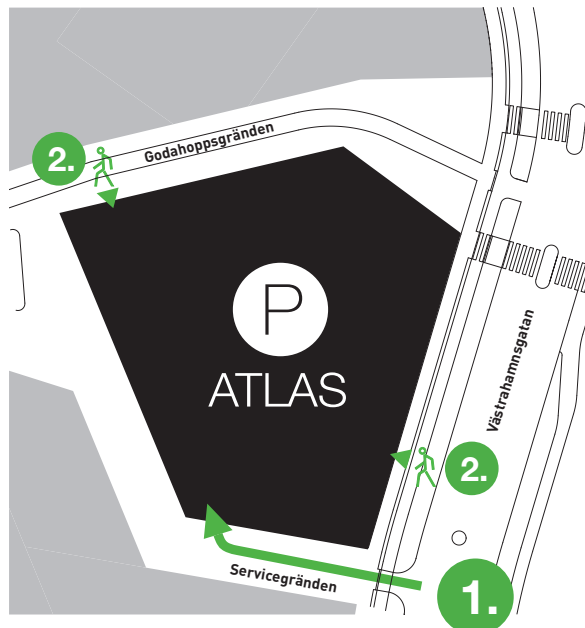 Godahoppsgränden
2.
P
ATLAS
Västrahamnsgatan
2.
Servicegränden
1.